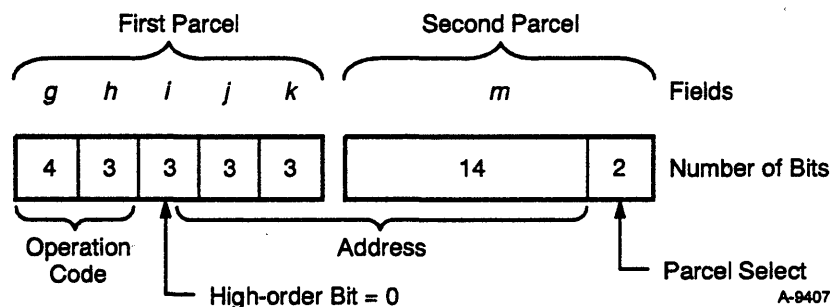 First Parcel Second Parcel
g h i j k m Fields
4 3 3 3 3 14 2 Number of Bits
Operation Code Address
High-order Bit = 0
Parcel Select
A-9407